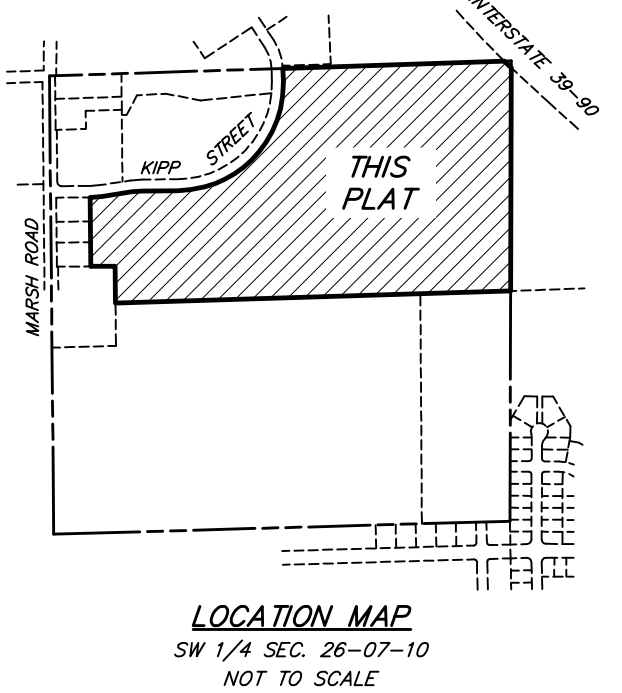 INTERSTATE 39-90
KIPP STREET
THIS
PLAT
MARSH ROAD
LOCATION MAP
SW 1/4 SEC. 26-07-10
NOT TO SCALE